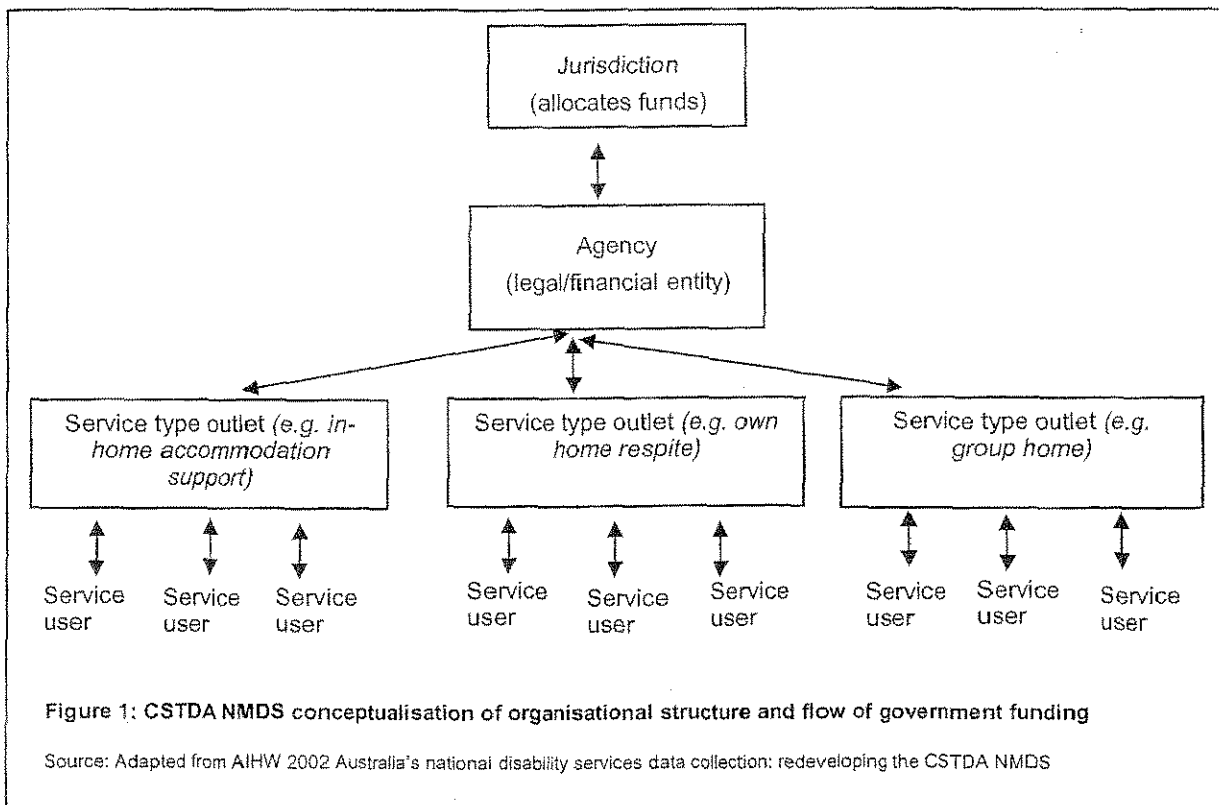 Jurisdiction
(allocates funds)
Agency
(legal/financial entity)
Service type outlet (e.g. in-
home accommodation
support)
Service type outlet (e.g. own
home respite)
Service type outlet (e.g.
group home)
Service
user
Service
user
Service
user
Service
user
Service
user
Service
user
Service
user
Service
user
Service
user
Figure 1: CSTDA NMDS conceptualisation of organisational structure and flow of government funding
Source: Adapted from AIHW 2002 Australia's national disability services data collection: redeveloping the CSTDA NMDS